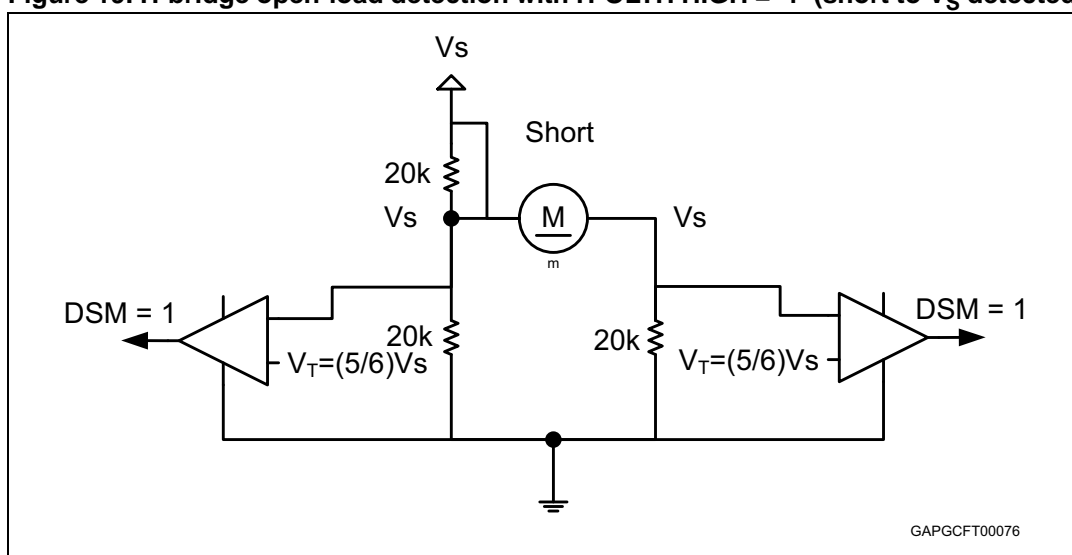 Figure H-bridge open-load detection with H-OLTH HIGH = '1' (short to VS detected
Vs
Short
20k
Vs
M
Vs
m
DSM = 1
DSM = 1
20k
20k
VT=(5/6)Vs
VT=(5/6)Vs
GAPGCFT00076